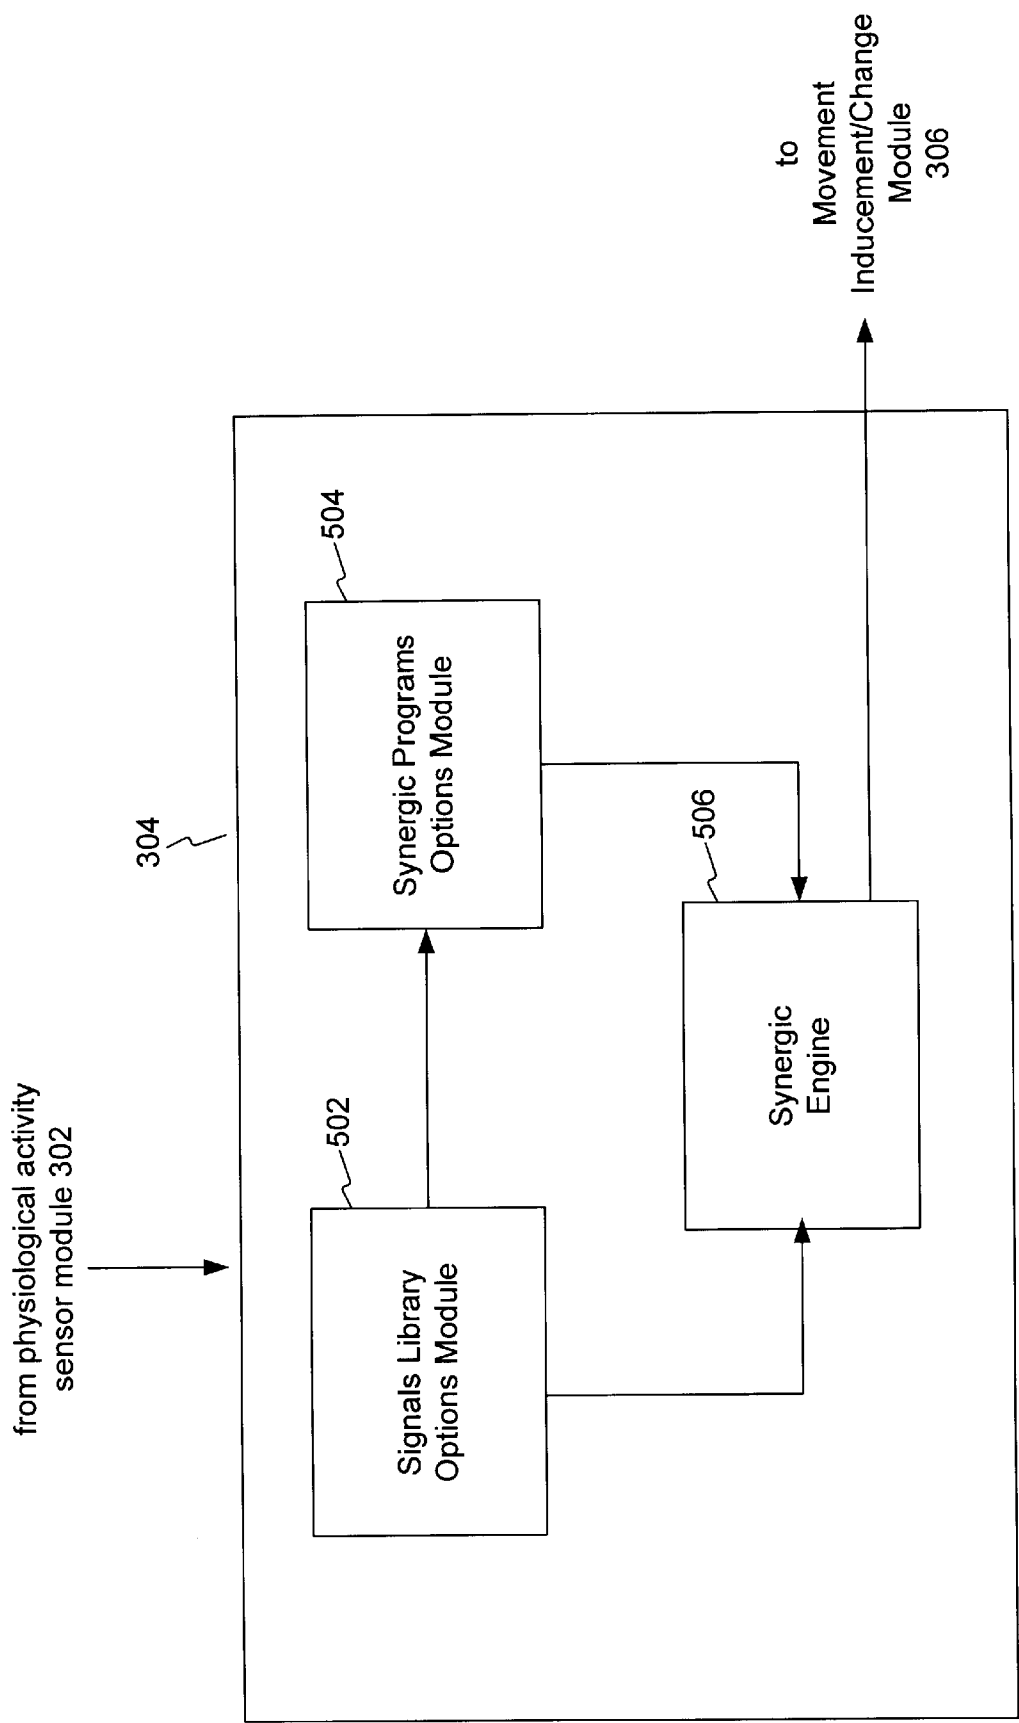 from physiological activity
sensor module 302
304
502
Signals Library
Options Module
504
Synergic Programs
Options Module
506
Synergic
Engine
to
Movement
Inducement/Change
Module
306